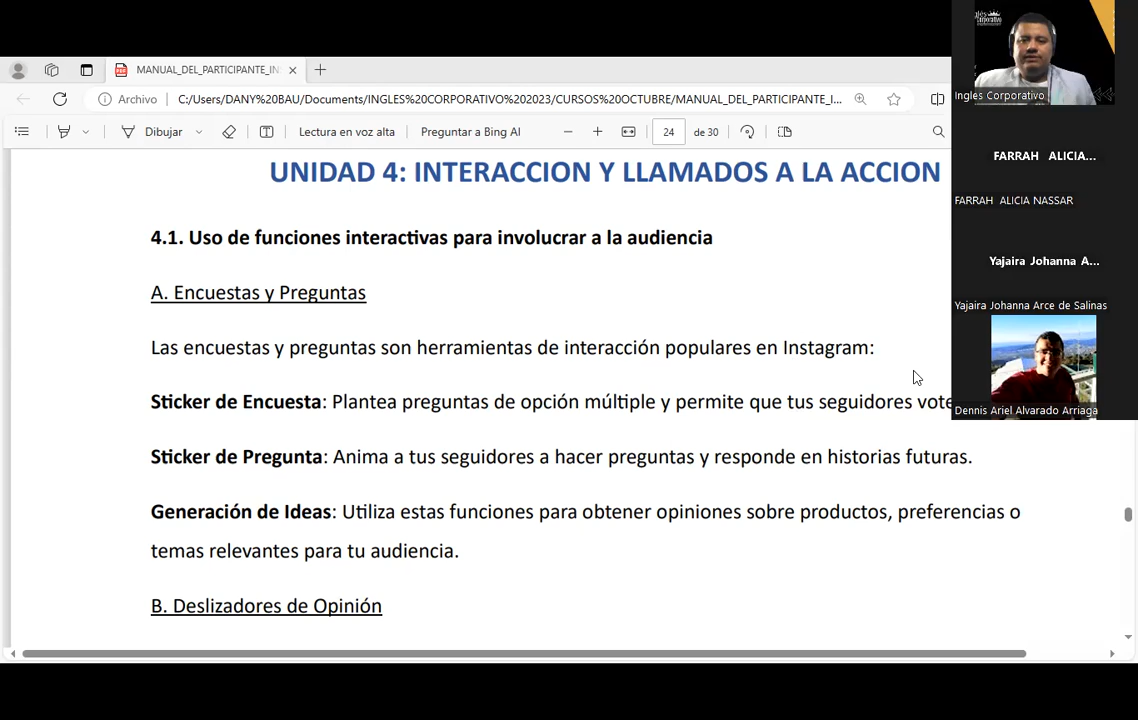 MANUAL_DEL_PARTICIPANTE_IN
Archivo
C:/Users/DANY%20BAU/Documents/INGLES%20CORPORATIVO%202023/CURSOS%20OCTUBRE/MANUAL_DEL_PARTICIPANTE_I...
Dibujar
Lectura en voz alta
Preguntar a Bing AI
24
de 30
UNIDAD 4: INTERACCION Y LLAMADOS A LA ACCION
4.1. Uso de funciones interactivas para involucrar a la audiencia
A. Encuestas y Preguntas
Las encuestas y preguntas son herramientas de interacción populares en Instagram:
Sticker de Encuesta: Plantea preguntas de opción múltiple y permite que tus seguidores vote
Sticker de Pregunta: Anima a tus seguidores a hacer preguntas y responde en historias futuras.
Generación de Ideas: Utiliza estas funciones para obtener opiniones sobre productos, preferencias o
temas relevantes para tu audiencia.
B. Deslizadores de Opinión
Ingles Corporativo
FARRAH ALICIA...
FARRAH ALICIA NASSAR
Yajaira Johanna A...
Yajaira Johanna Arce de Salinas
Dennis Ariel Alvarado Arriaga